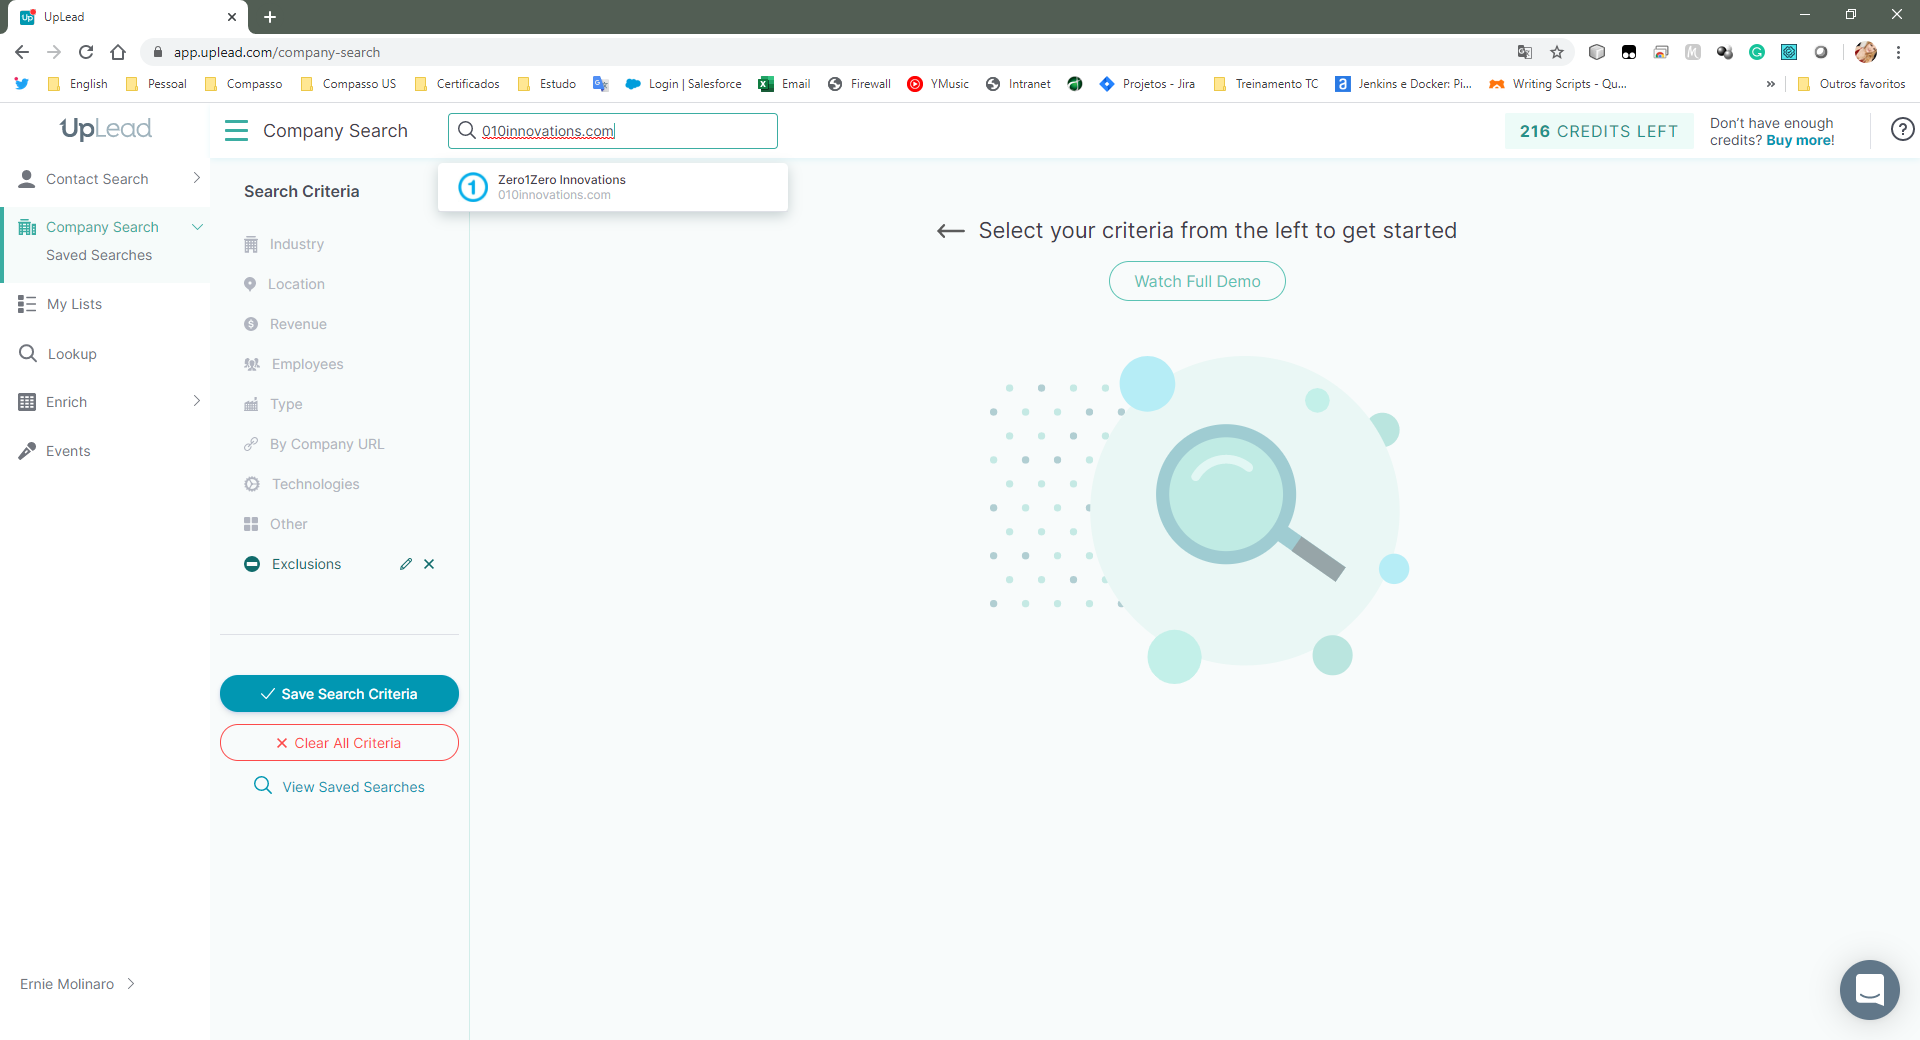 Up UpLead
app.uplead.com/company-search
English Pessoal Compasso Compasso US Certificados Estudo Login | Salesforce Email Firewall YMusic Intranet Projetos - Jira Treinamento TC Jenkins e Docker: Pi... Writing Scripts - Qu... » Outros favoritos
UpLead
Company Search
010innovations.com
216 CREDITS LEFT
Don't have enough
credits? Buy more!
Contact Search
Company Search
Saved Searches
My Lists
Lookup
Enrich
Events
Ernie Molinaro
Zero1Zero Innovations
010innovations.com
Search Criteria
Industry
Location
Revenue
Employees
Type
By Company URL
Technologies
Other
Exclusions
Save Search Criteria
Clear All Criteria
View Saved Searches
Select your criteria from the left to get started
Watch Full Demo